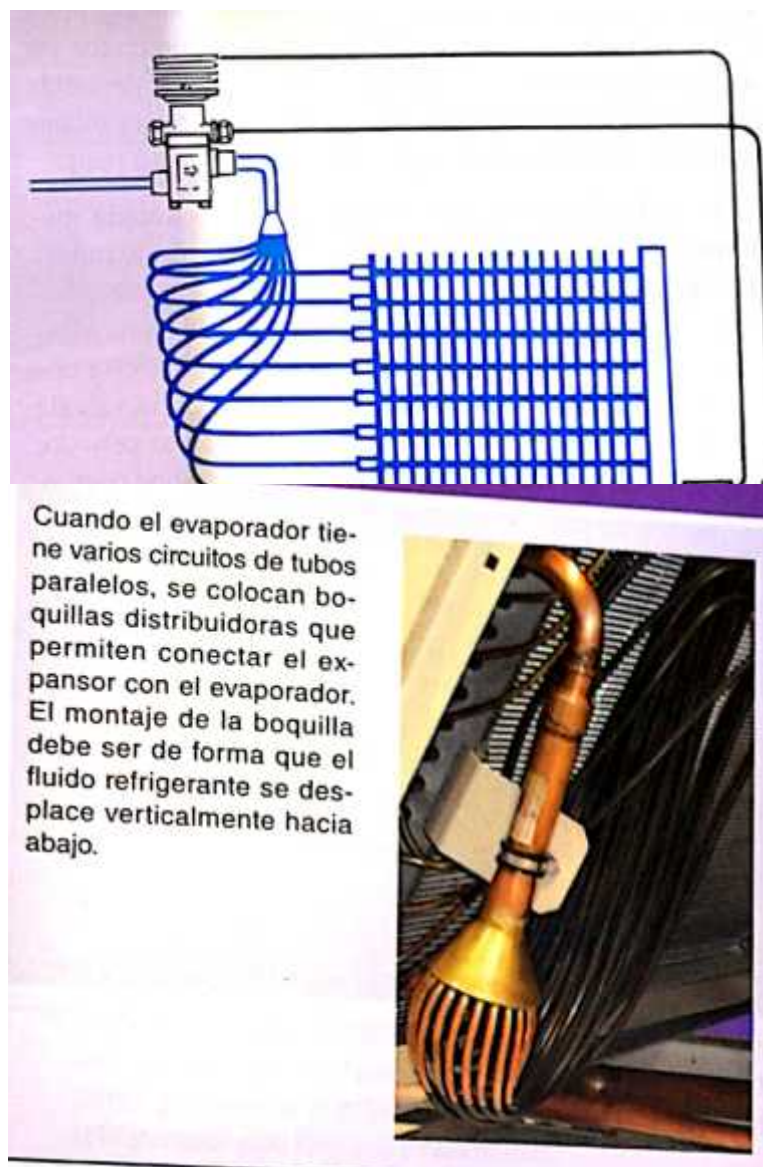 Cuando el evaporador tie-
ne varios circuitos de tubos
paralelos, se colocan bo-
quillas distribuidoras que
permiten conectar el ex-
pansor con el evaporador.
El montaje de la boquilla
debe ser de forma que el
fluido refrigerante se des-
place verticalmente hacia
abajo.